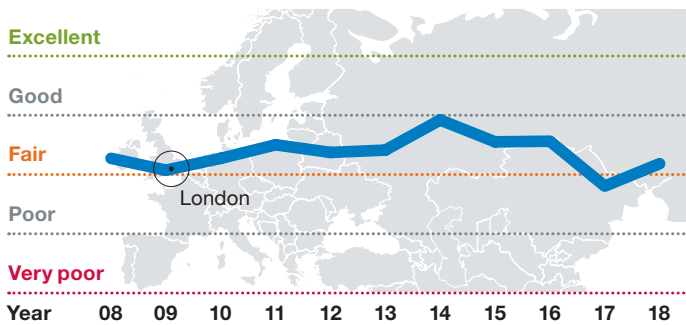 Excellent
Good
Fair
London
Poor
Very poor
Year 08 09 10 11 12 13 14 15 16 17 18